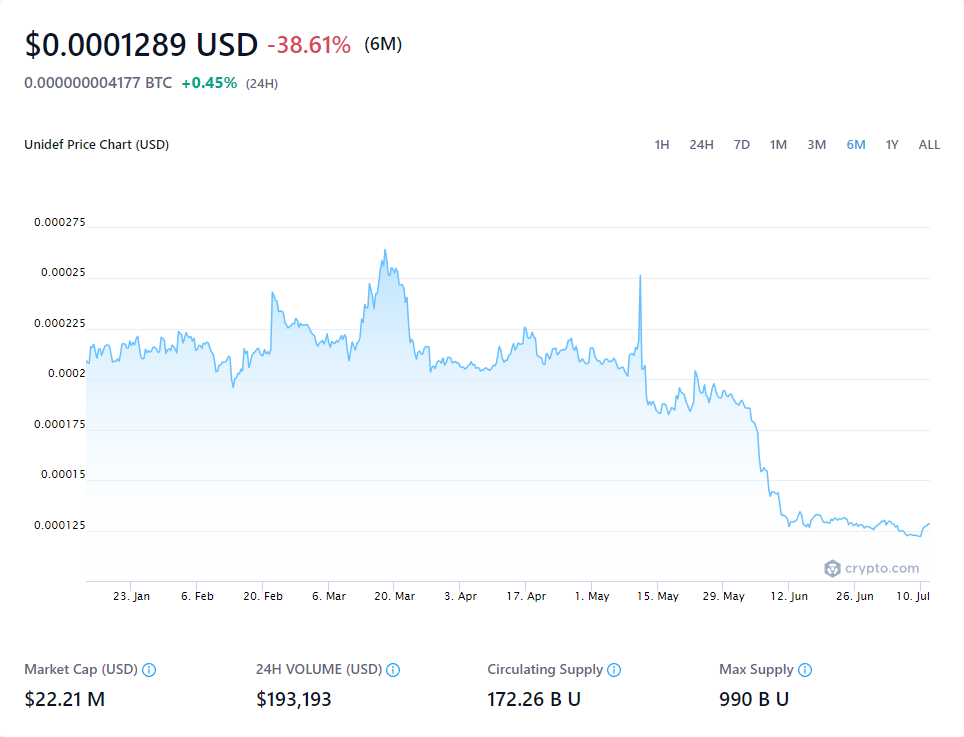 $0.0001289 USD -38.61% (6M)
0.000000004177 BTC +0.45% (24H)
Unidef Price Chart (USD) 1H 24H 7D 1M 3M 6M 1Y ALL
0.000275
0.00025
0.000225
0.0002
0.000175
0.00015
0.000125
crypto.com
23. Jan 6. Feb 20. Feb 6. Mar 20. Mar 3. Apr 17. Apr 1. May 15. May 29. May 12. Jun 26. Jun 10. Jul
Market Cap (USD) 24H VOLUME (USD) Circulating Supply Max Supply
$22.21 M $193,193 172.26 B U 990 B U